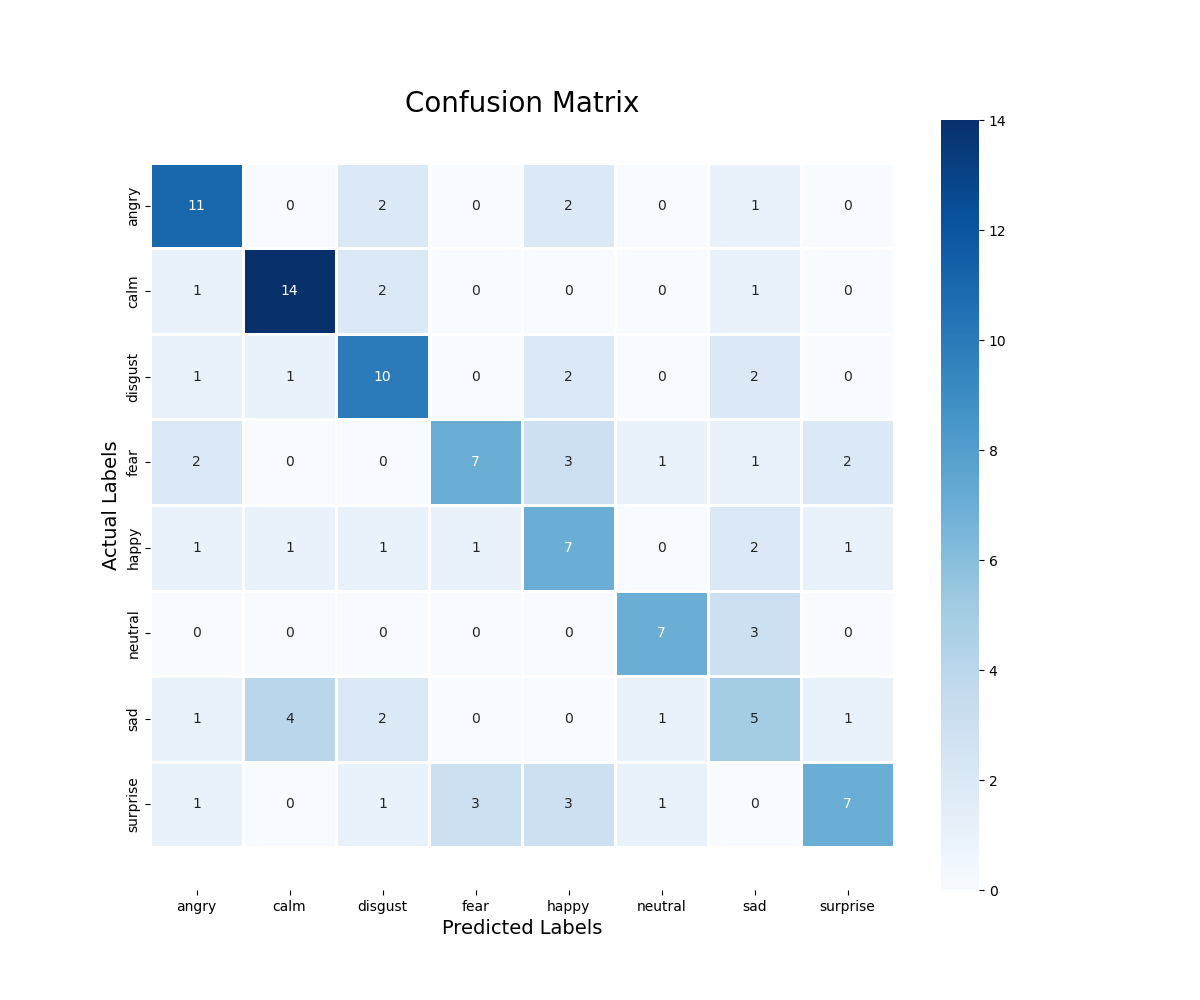 Confusion Matrix
Actual Labels
angry 11 0 2 0 2 0 1 0
calm 1 14 2 0 0 0 1 0
disgust 1 1 10 0 2 0 2 0
fear 2 0 0 7 3 1 1 2
happy 1 1 1 1 7 0 2 1
neutral 0 0 0 0 0 7 3 0
sad 1 4 2 0 0 1 5 1
surprise 1 0 1 3 3 1 0 7
angry calm disgust fear happy neutral sad surprise
Predicted Labels
14
12
10
8
6
4
2
0